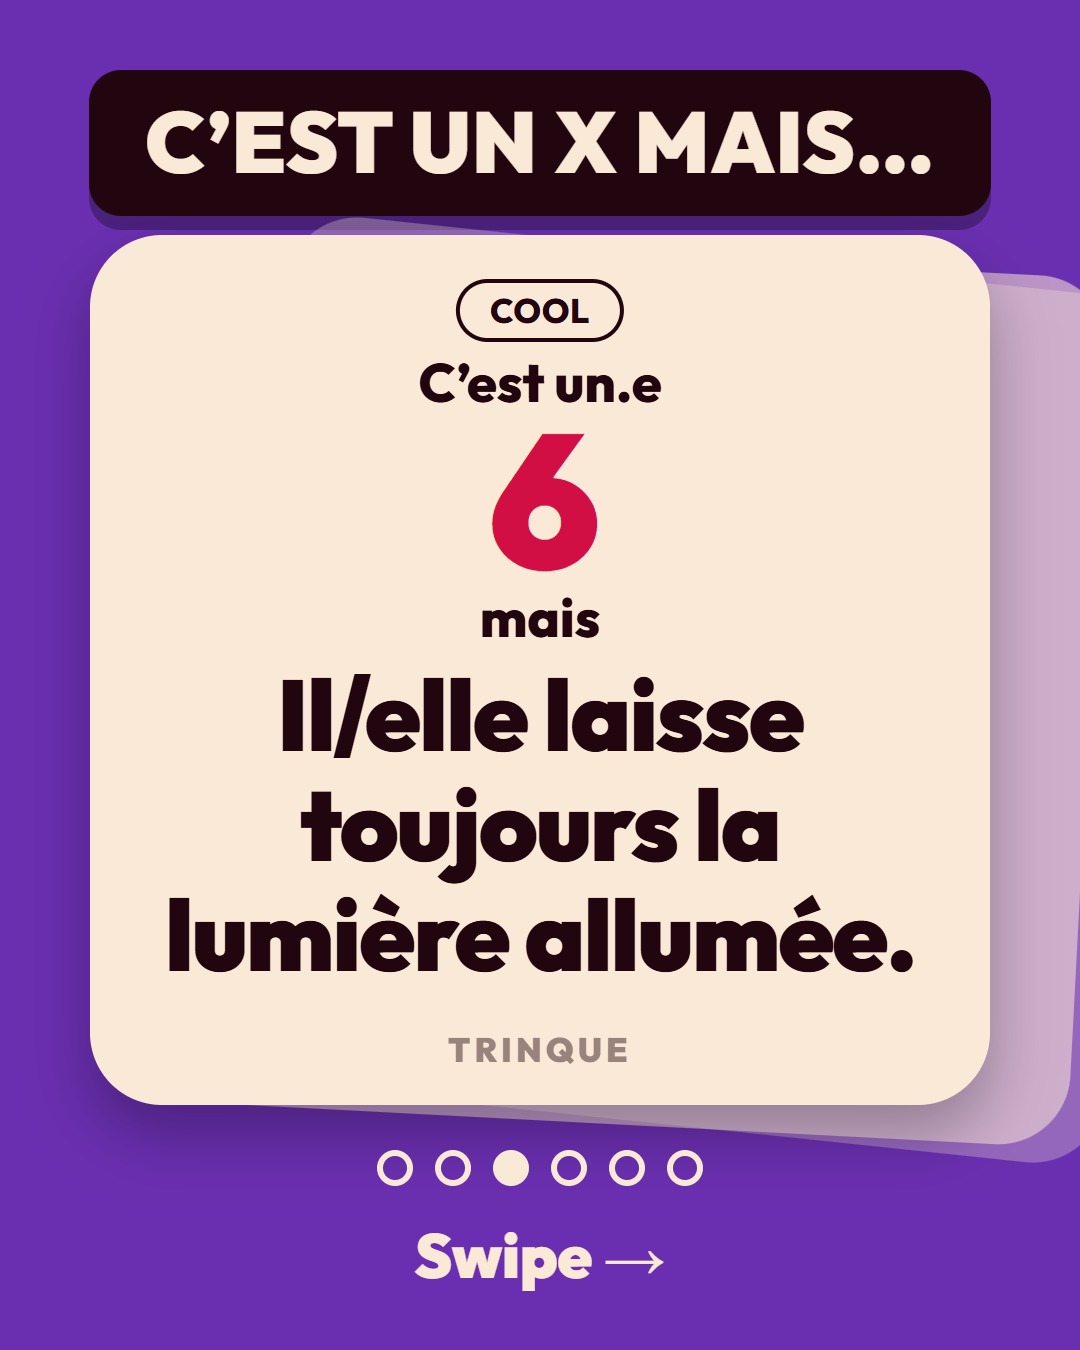 C’EST UN X MAIS...
COOL
C’est un.e
6
mais
Il/elle laisse
toujours la
lumière allumée.
TRINQUE
Swipe →